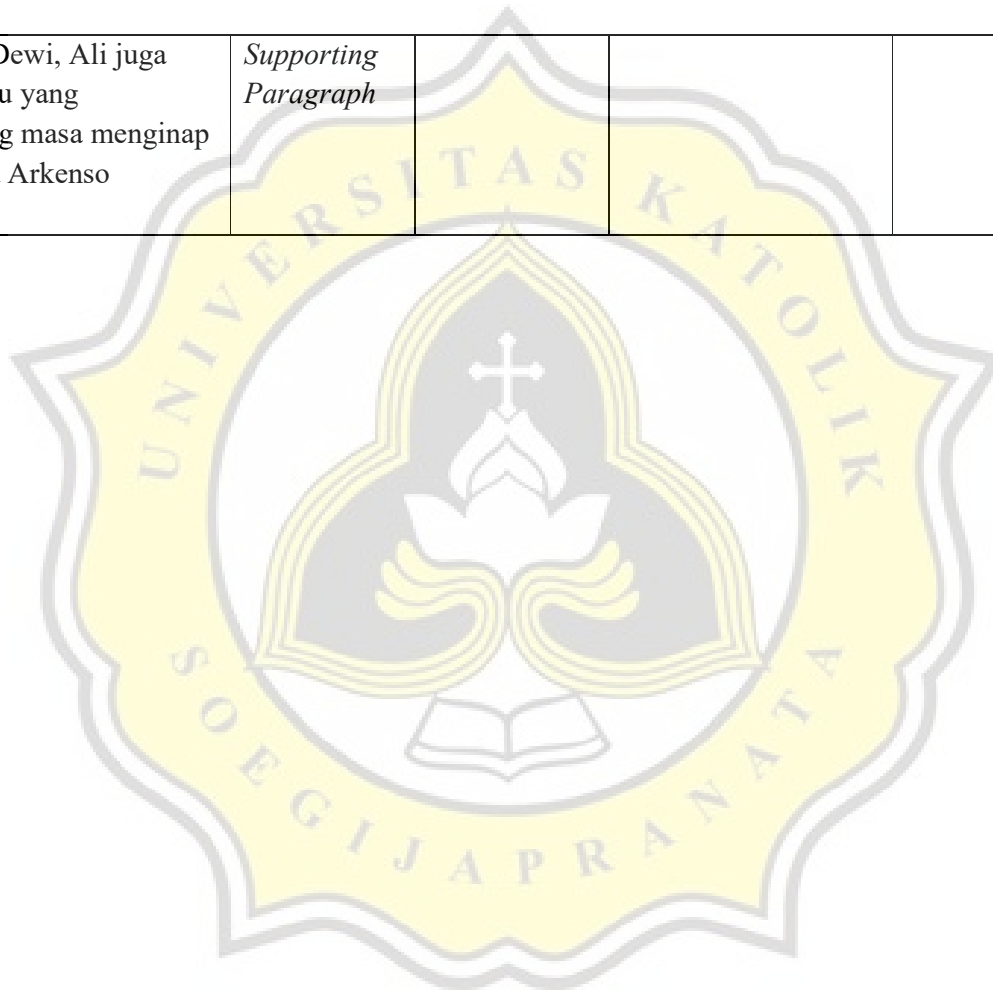 Dewi, Ali juga
u yang
g masa menginap
Arkenso
Supporting
Paragraph
UNIVERSITAS KATOLIK
SOEGIJAPRANATA